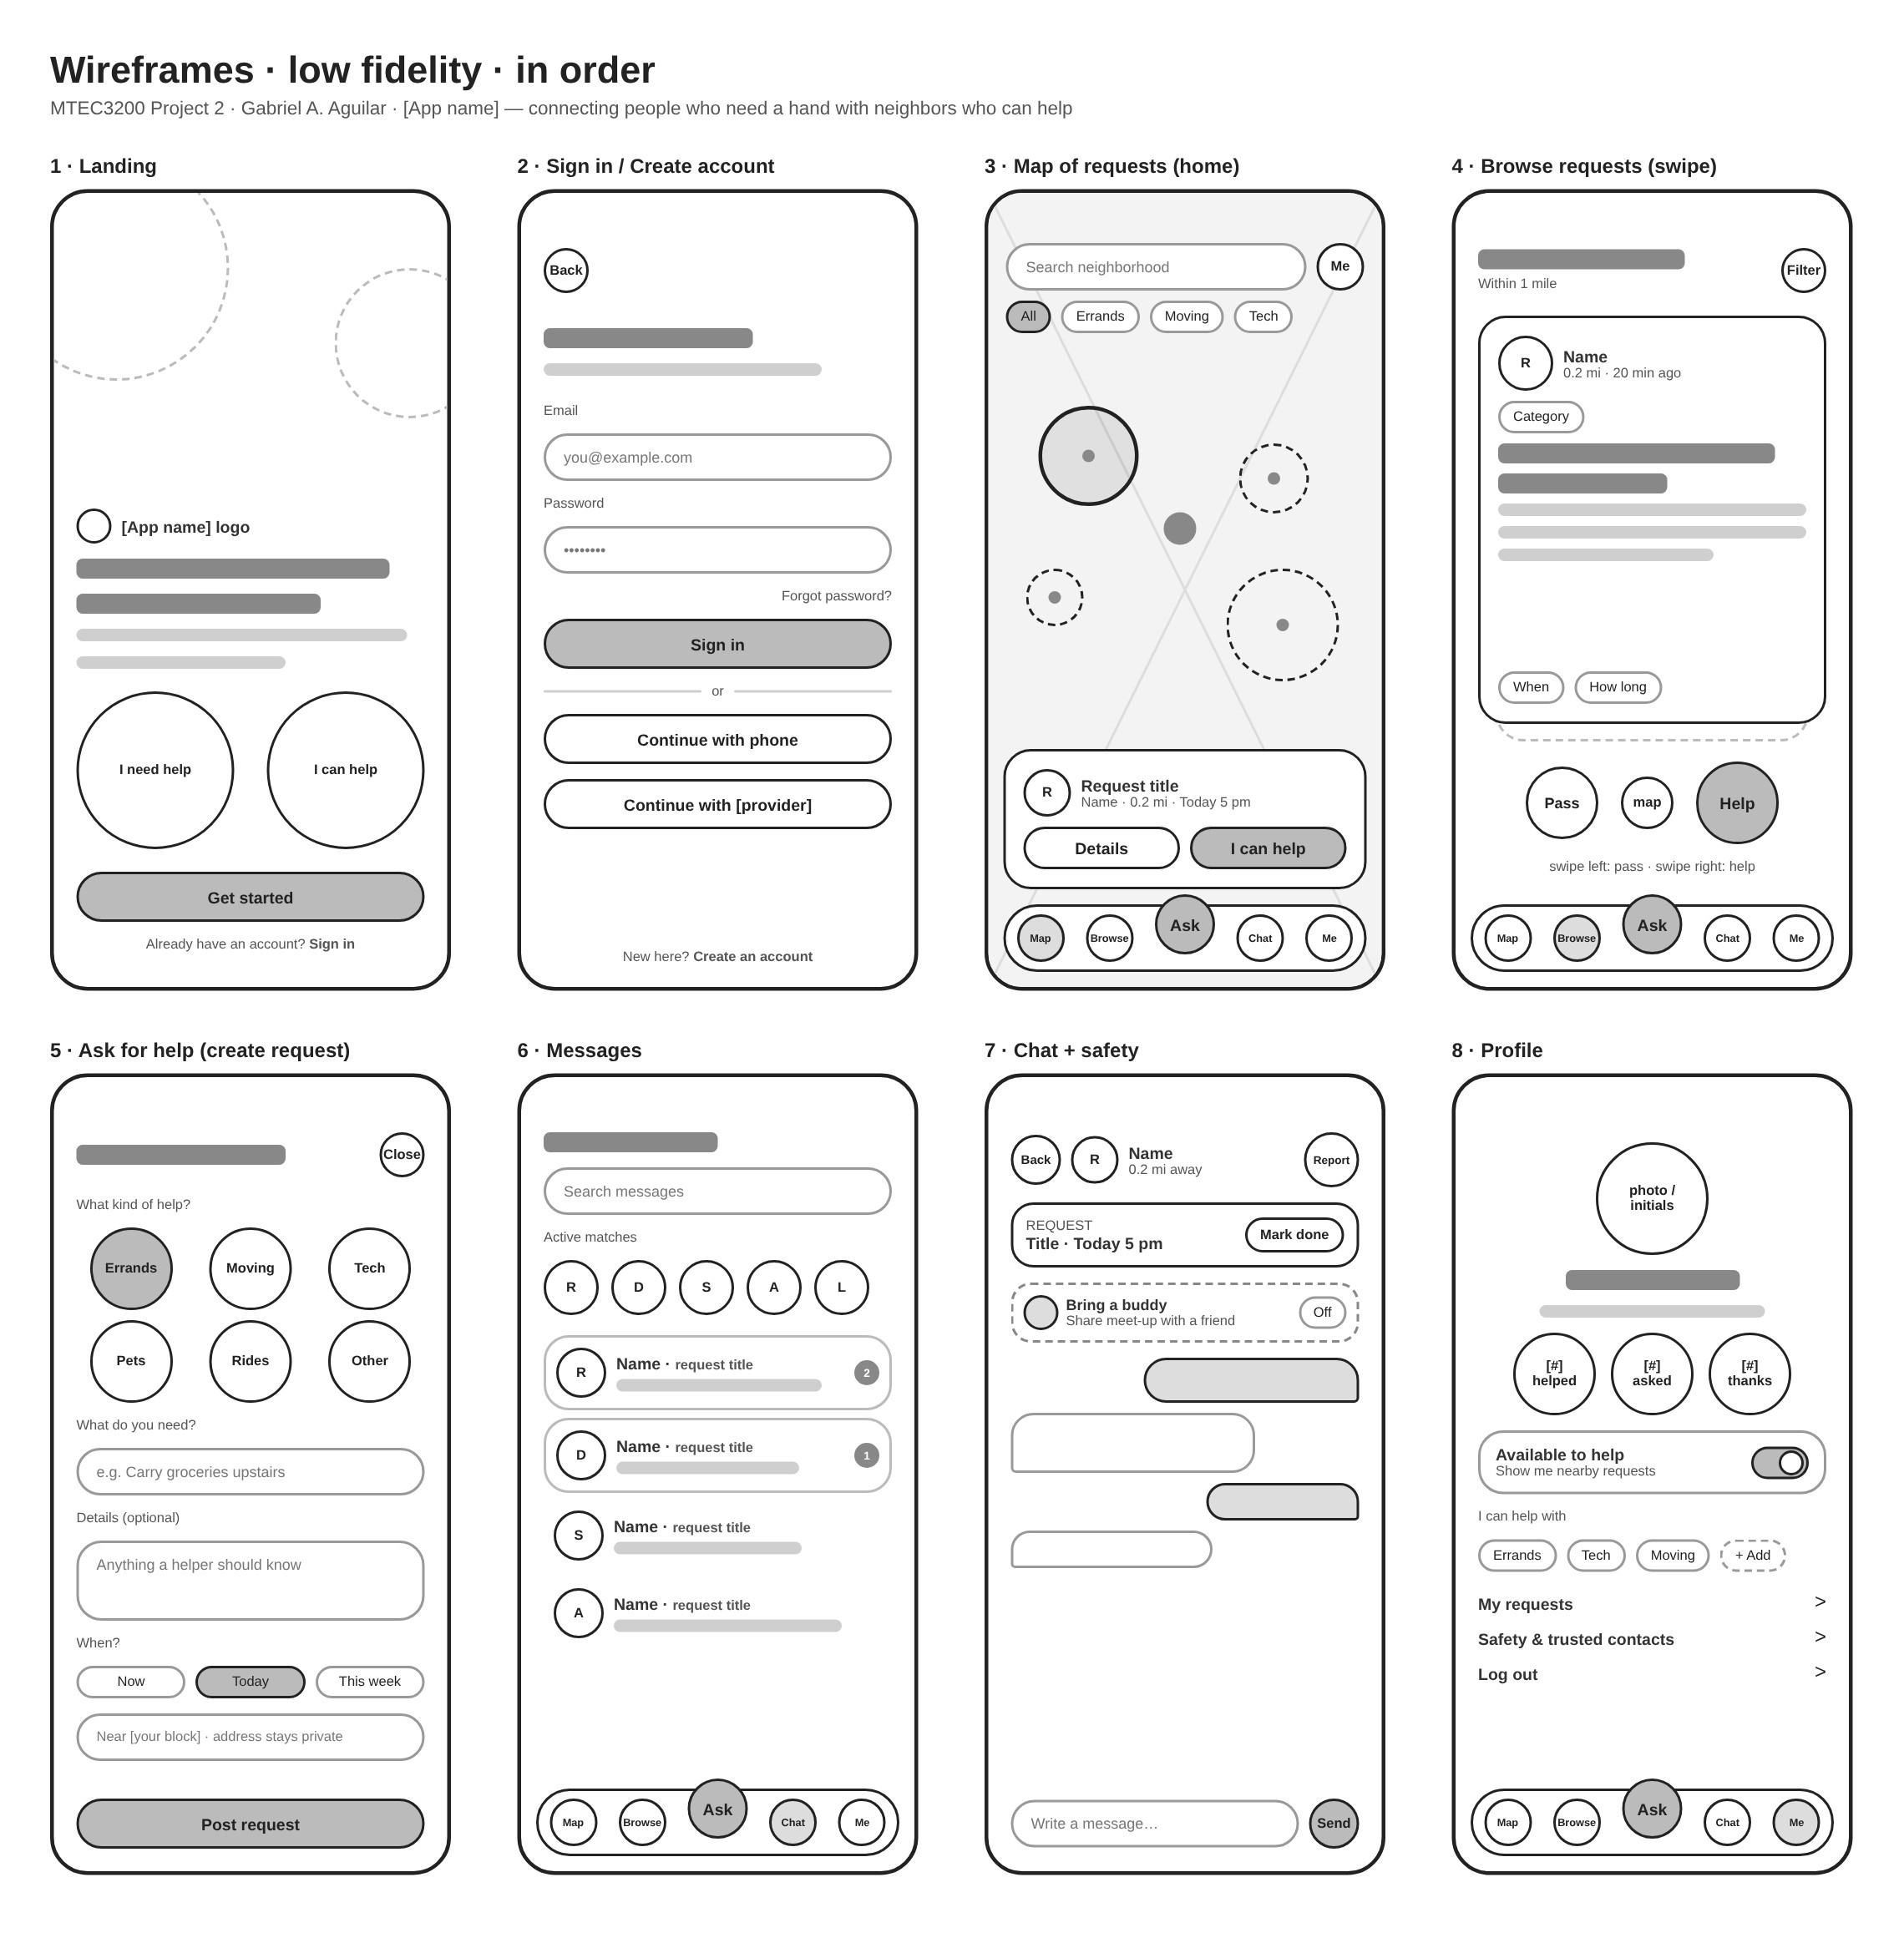 Wireframes · low fidelity · in order
MTEC3200 Project 2 · Gabriel A. Aguilar · [App name] — connecting people who need a hand with neighbors who can help
1 · Landing
[App name] logo
I need help
I can help
Get started
Already have an account? Sign in
2 · Sign in / Create account
Back
Email
you@example.com
Password
••••••••
Forgot password?
Sign in
or
Continue with phone
Continue with [provider]
New here? Create an account
3 · Map of requests (home)
Search neighborhood
Me
All
Errands
Moving
Tech
R
Request title
Name · 0.2 mi · Today 5 pm
Details
I can help
Map
Browse
Ask
Chat
Me
4 · Browse requests (swipe)
Within 1 mile
Filter
R
Name
0.2 mi · 20 min ago
Category
When
How long
Pass
map
Help
swipe left: pass · swipe right: help
Map
Browse
Ask
Chat
Me
5 · Ask for help (create request)
Close
What kind of help?
Errands
Moving
Tech
Pets
Rides
Other
What do you need?
e.g. Carry groceries upstairs
Details (optional)
Anything a helper should know
When?
Now
Today
This week
Near [your block] · address stays private
Post request
6 · Messages
Search messages
Active matches
R
D
S
A
L
R
Name · request title
2
D
Name · request title
1
S
Name · request title
A
Name · request title
Map
Browse
Ask
Chat
Me
7 · Chat + safety
Back
R
Name
0.2 mi away
Report
REQUEST
Title · Today 5 pm
Mark done
Bring a buddy
Share meet-up with a friend
Off
Write a message…
Send
8 · Profile
photo /
initials
[#]
helped
[#]
asked
[#]
thanks
Available to help
Show me nearby requests
I can help with
Errands
Tech
Moving
+ Add
My requests >
Safety & trusted contacts >
Log out >
Map
Browse
Ask
Chat
Me